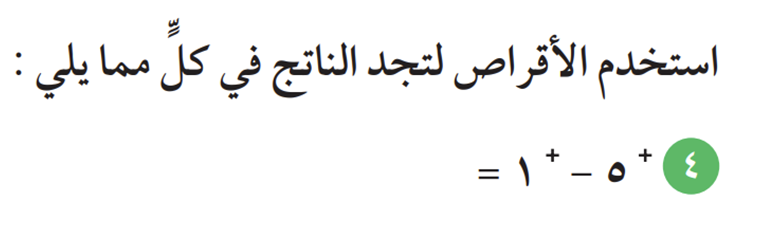 استخدم الأقراص لتجد الناتج في كلٍّ مما يلي :
٤ ⁺٥ – ⁺١ =